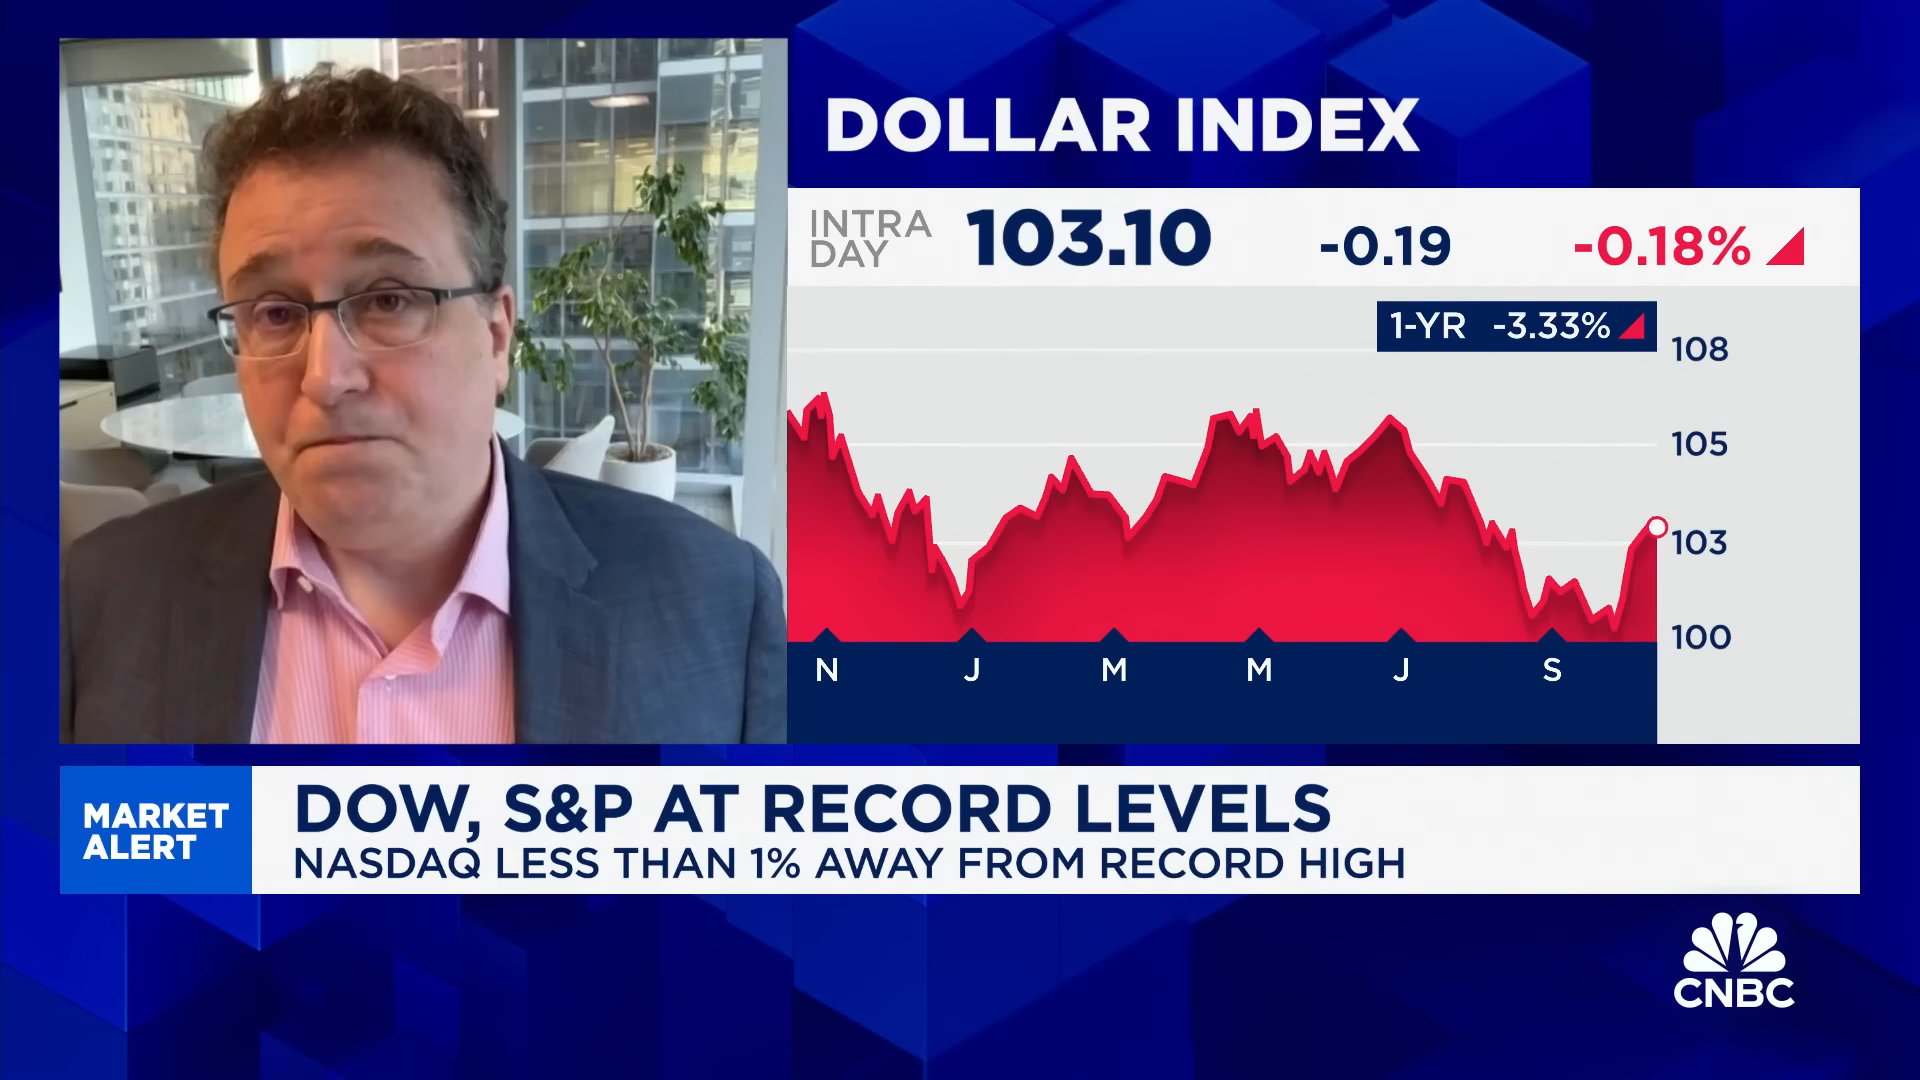 DOLLAR INDEX
INTRA
DAY
103.10
-0.19
-0.18%
1-YR -3.33%
108
105
103
100
N J M M J S
MARKET
ALERT
DOW, S&P AT RECORD LEVELS
NASDAQ LESS THAN 1% AWAY FROM RECORD HIGH
CNBC